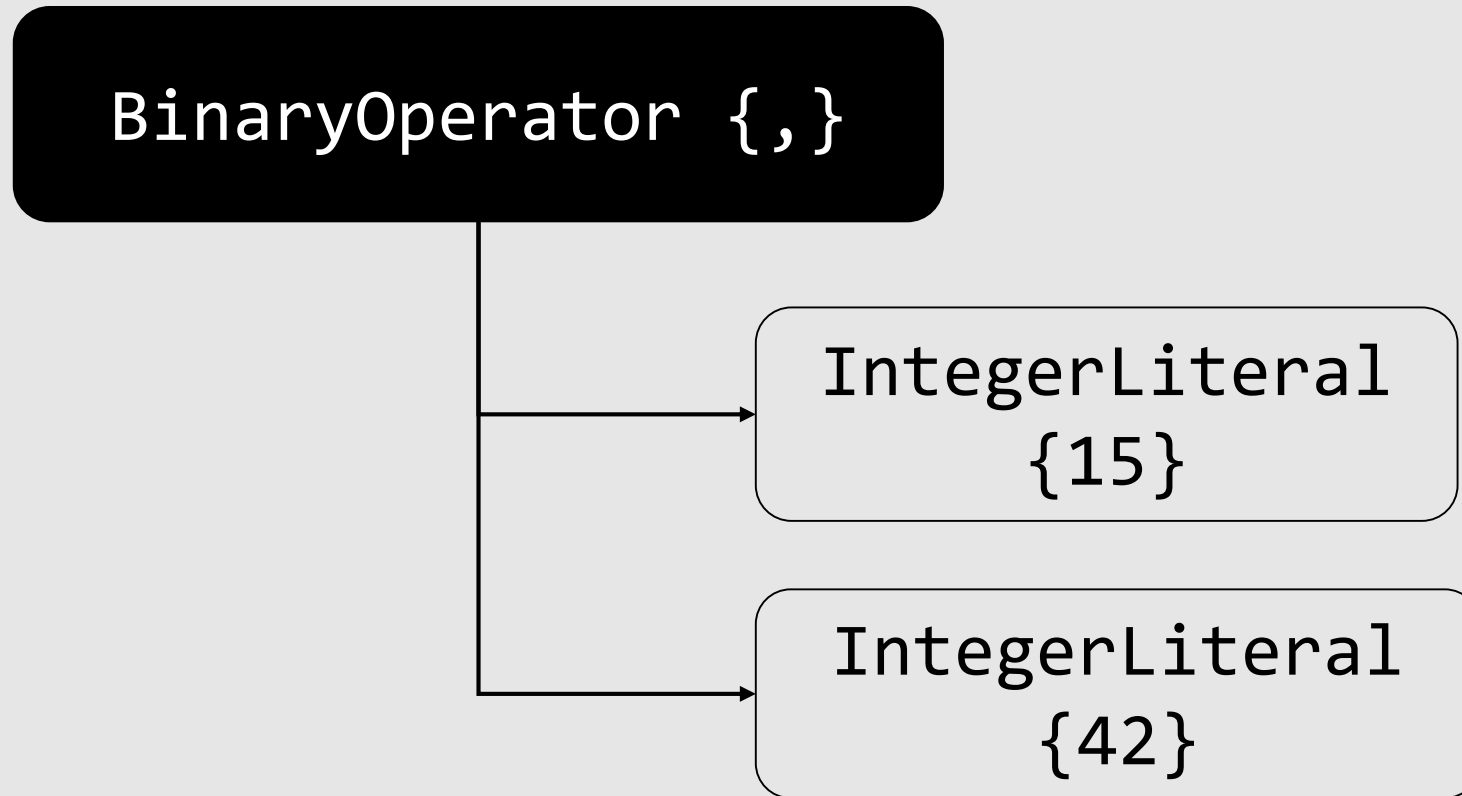 BinaryOperator {,}
IntegerLiteral
{15}
IntegerLiteral
{42}